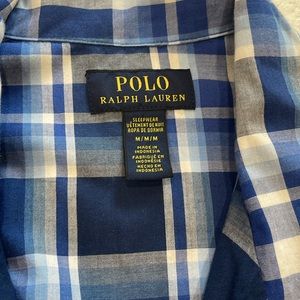 POLO
RALPH LAUREN
SLEEPWEAR
VÊTEMENT DE NUIT
ROPA DE DORMIR
M/M/M
MADE IN
INDONESIA
FABRIQUÉ EN
INDONÉSIE
HECHO EN
INDONESIA